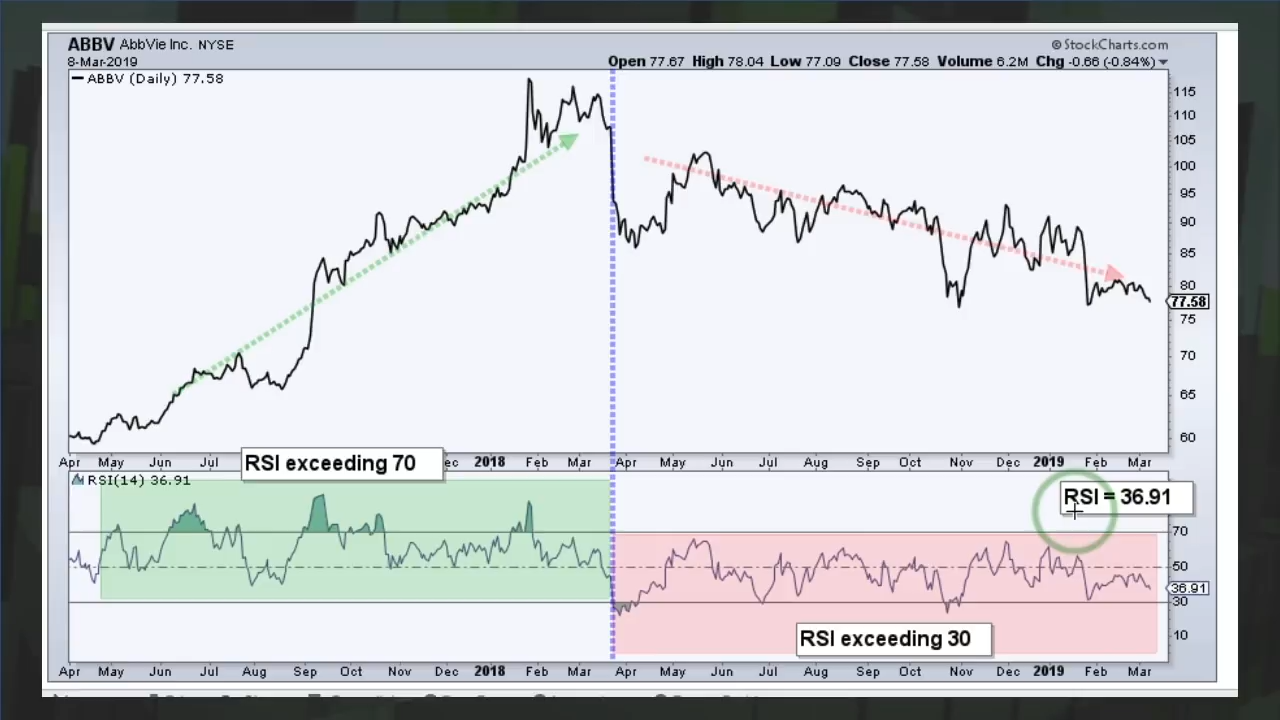 ABBV AbbVie Inc. NYSE
© StockCharts.com
8-Mar-2019
Open 77.67 High 78.04 Low 77.09 Close 77.58 Volume 6.2M Chg -0.66 (-0.84%)
ABBV (Daily) 77.58
115
110
105
100
95
90
85
80
77.58
75
70
65
60
Apr May Jun Jul ec 2018 Feb Mar Apr May Jun Jul Aug Sep Oct Nov Dec 2019 Feb Mar
RSI exceeding 70
RSI(14) 36.91
RSI = 36.91
70
50
36.91
30
10
RSI exceeding 30
Apr May Jun Jul Aug Sep Oct Nov Dec 2018 Feb Mar Apr May Jun Jul Aug Sep Oct Nov Dec 2019 Feb Mar